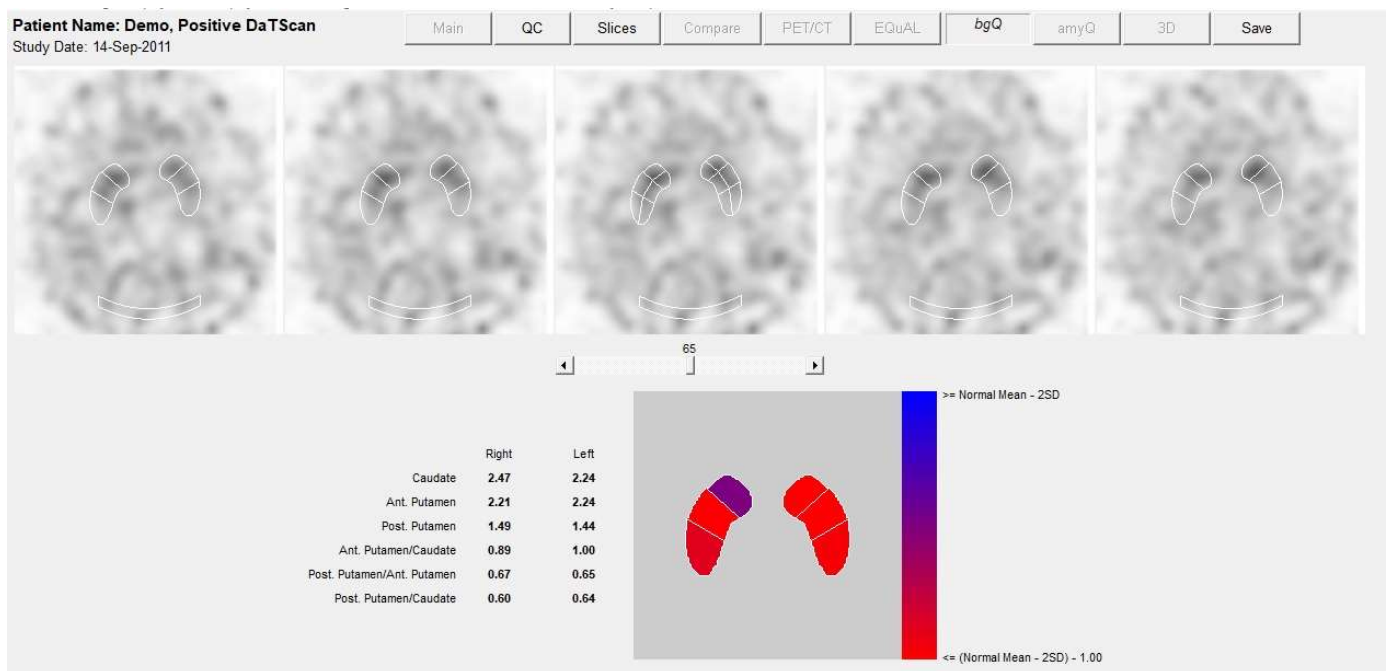 Patient Name: Demo, Positive DaTScan
Study Date: 14-Sep-2011
Main QC Slices Compare PET/CT EQuAL bgQ amyQ 3D Save
65
>= Normal Mean - 2SD
Right Left
Caudate 2.47 2.24
Ant. Putamen 2.21 2.24
Post. Putamen 1.49 1.44
Ant. Putamen/Caudate 0.89 1.00
Post. Putamen/Ant. Putamen 0.67 0.65
Post. Putamen/Caudate 0.60 0.64
<= (Normal Mean - 2SD) - 1.00